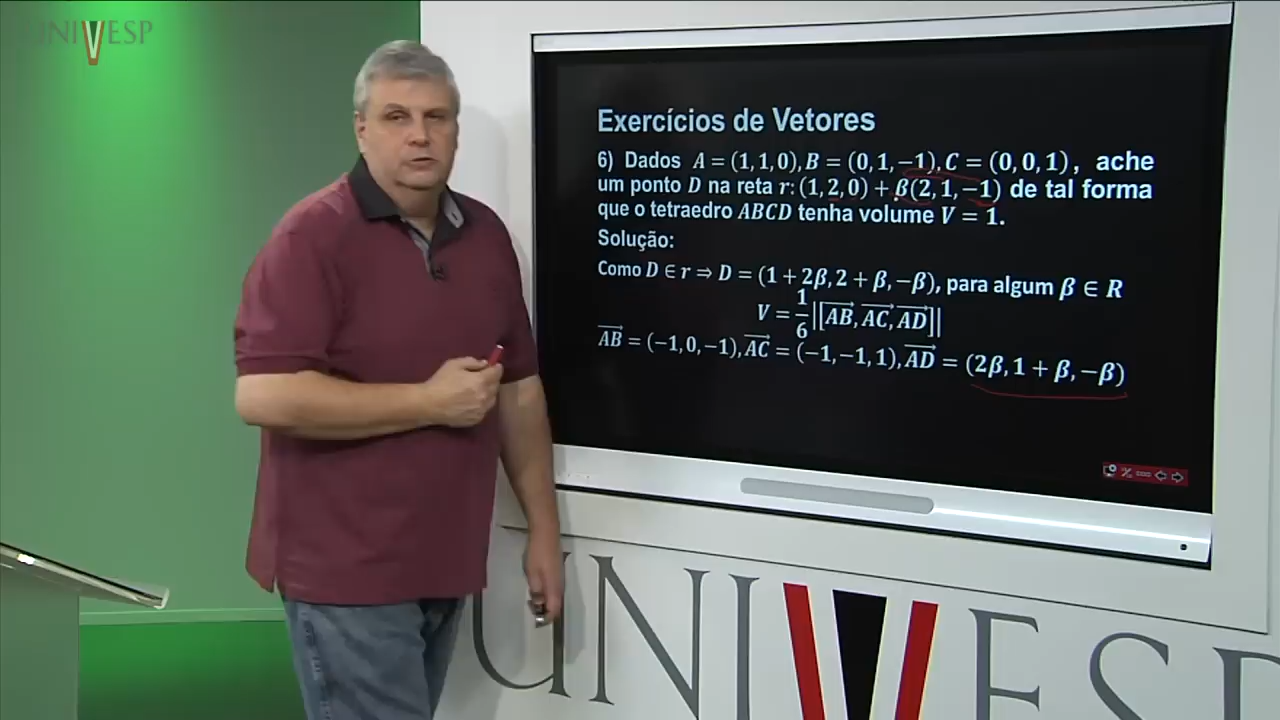 UNIVESP
Exercícios de Vetores
6) Dados A = (1, 1, 0), B = (0, 1, −1), C = (0, 0, 1), ache
um ponto D na reta r: (1, 2, 0) + β(2, 1, −1) de tal forma
que o tetraedro ABCD tenha volume V = 1.
Solução:
Como D ∈ r ⇒ D = (1 + 2β, 2 + β, −β), para algum β ∈ R
V = 1/6 |[AB⃗, AC⃗, AD⃗]|
AB⃗ = (−1, 0, −1), AC⃗ = (−1, −1, 1), AD⃗ = (2β, 1 + β, −β)
UNIVESP